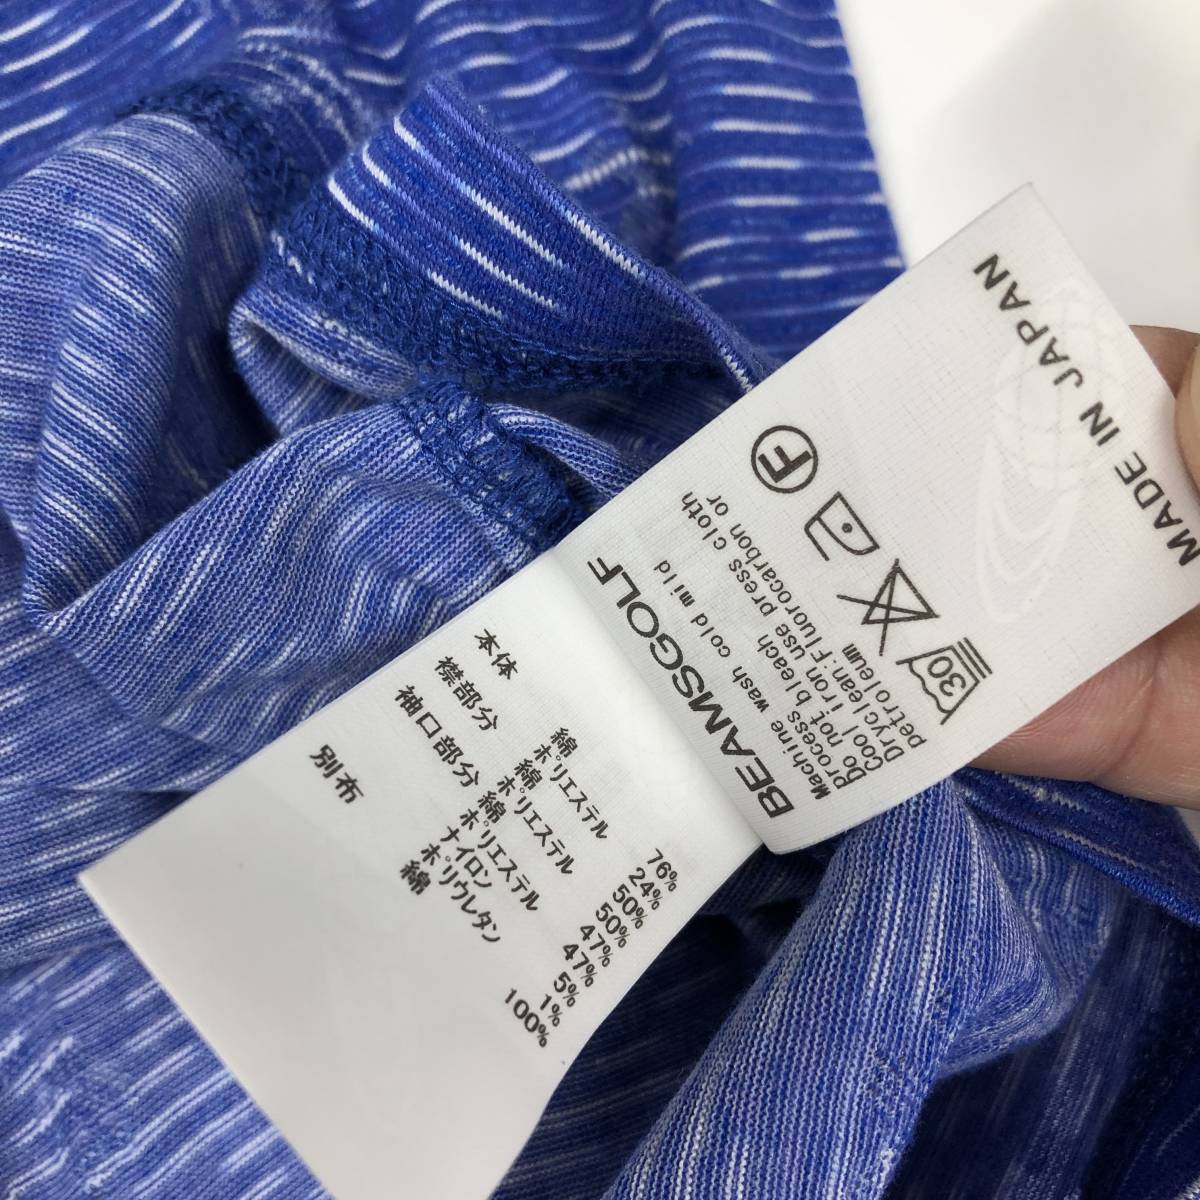 MADE IN JAPAN
F
30
Machine wash cold mild
process
Do not bleach
Cool iron use press cloth
Dryclean:Fluorocarbon or
petroleum
BEAMSGOLF
本体 綿 76%
ポリエステル 24%
襟部分 綿 50%
ポリエステル 50%
袖口部分 綿 47%
ポリエステル 47%
ナイロン 5%
ポリウレタン 1%
別布 綿 100%